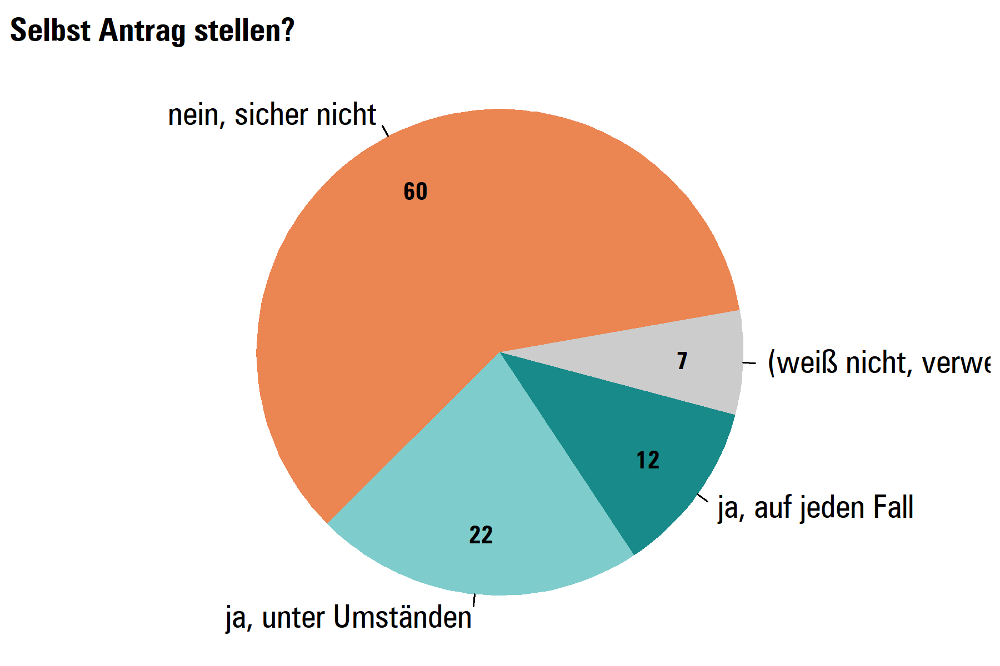 Selbst Antrag stellen?
nein, sicher nicht
60
7
(weiß nicht,
12
ja, auf jeden Fall
22
ja, unter Umständen